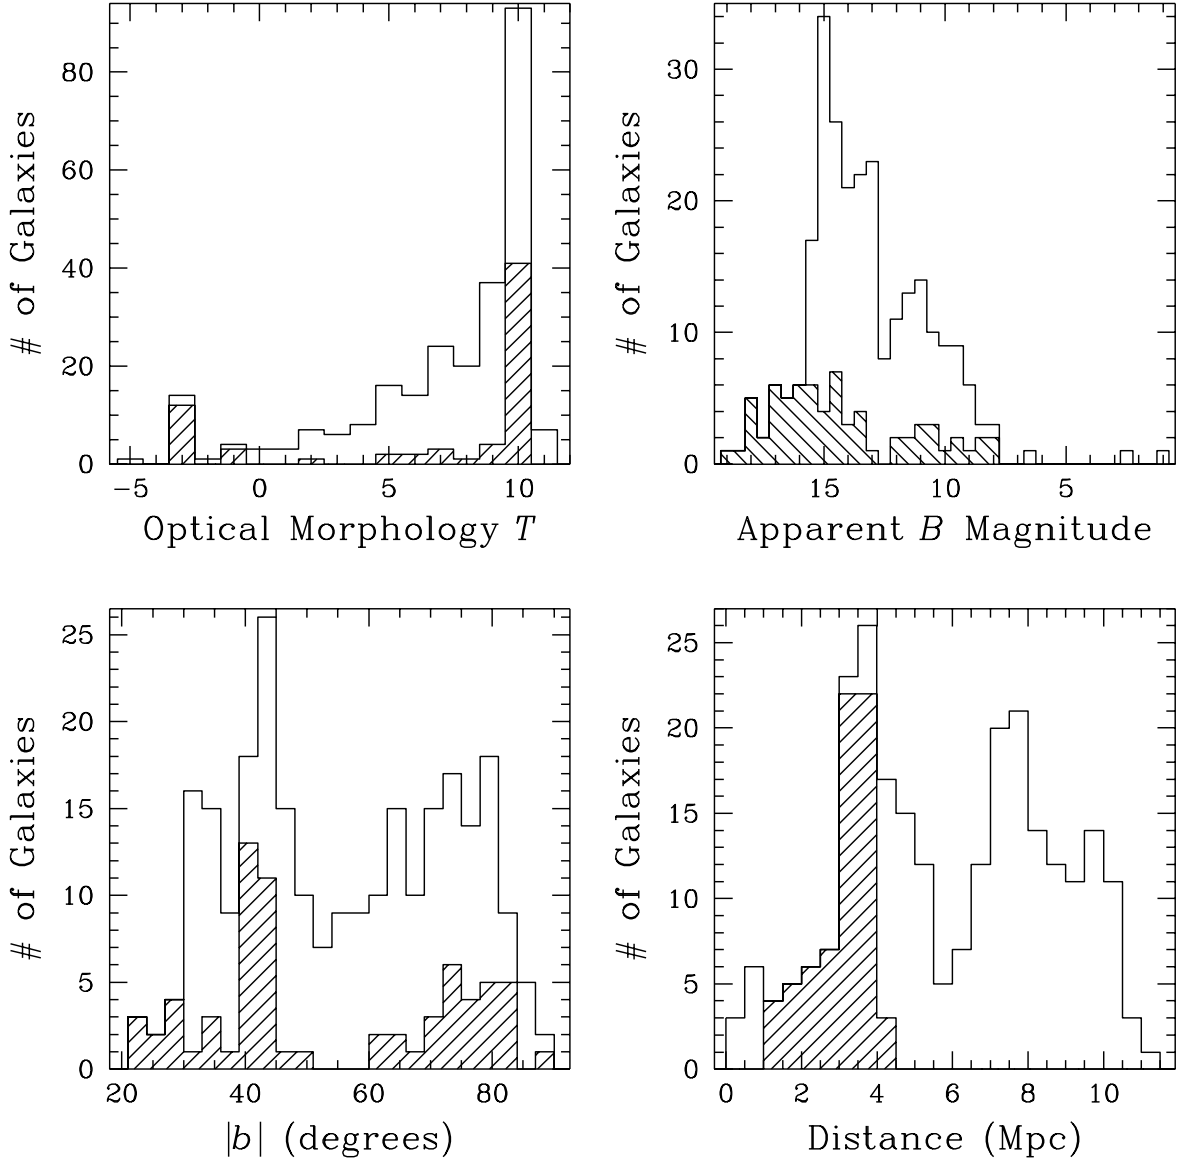 # of Galaxies
80
60
40
20
0
−5 0 5 10
Optical Morphology T
# of Galaxies
30
20
10
0
15 10 5
Apparent B Magnitude
# of Galaxies
25
20
15
10
5
0
20 40 60 80
|b| (degrees)
# of Galaxies
25
20
15
10
5
0
0 2 4 6 8 10
Distance (Mpc)